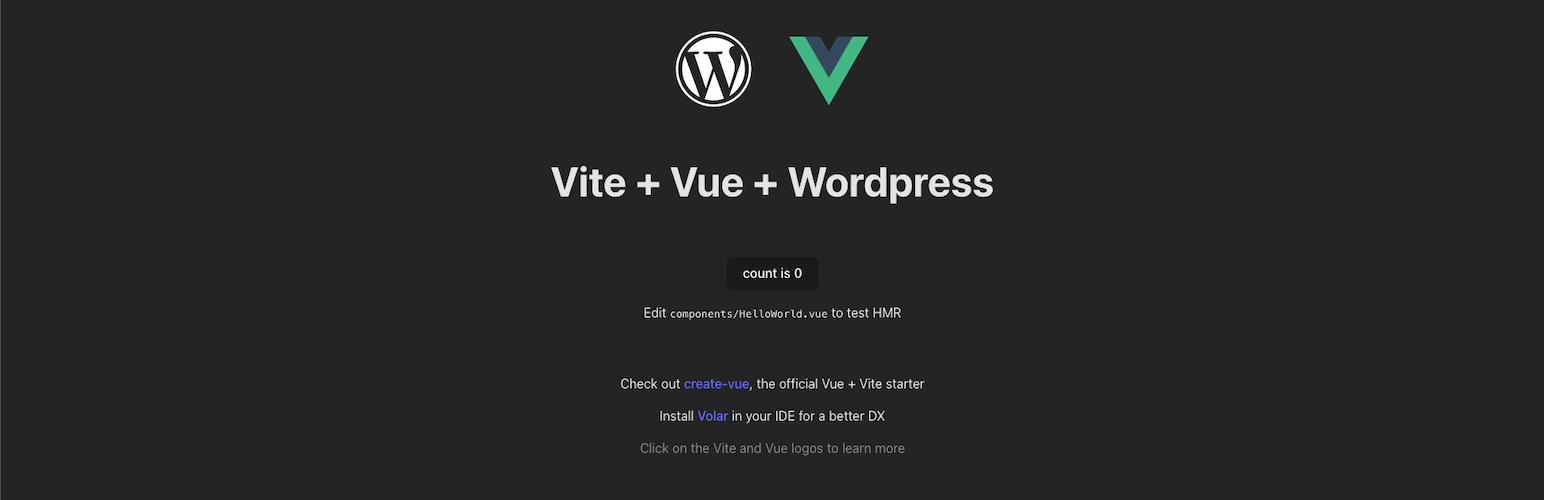 Vite + Vue + Wordpress
count is 0
Edit components/HelloWorld.vue to test HMR
Check out create-vue, the official Vue + Vite starter
Install Volar in your IDE for a better DX
Click on the Vite and Vue logos to learn more